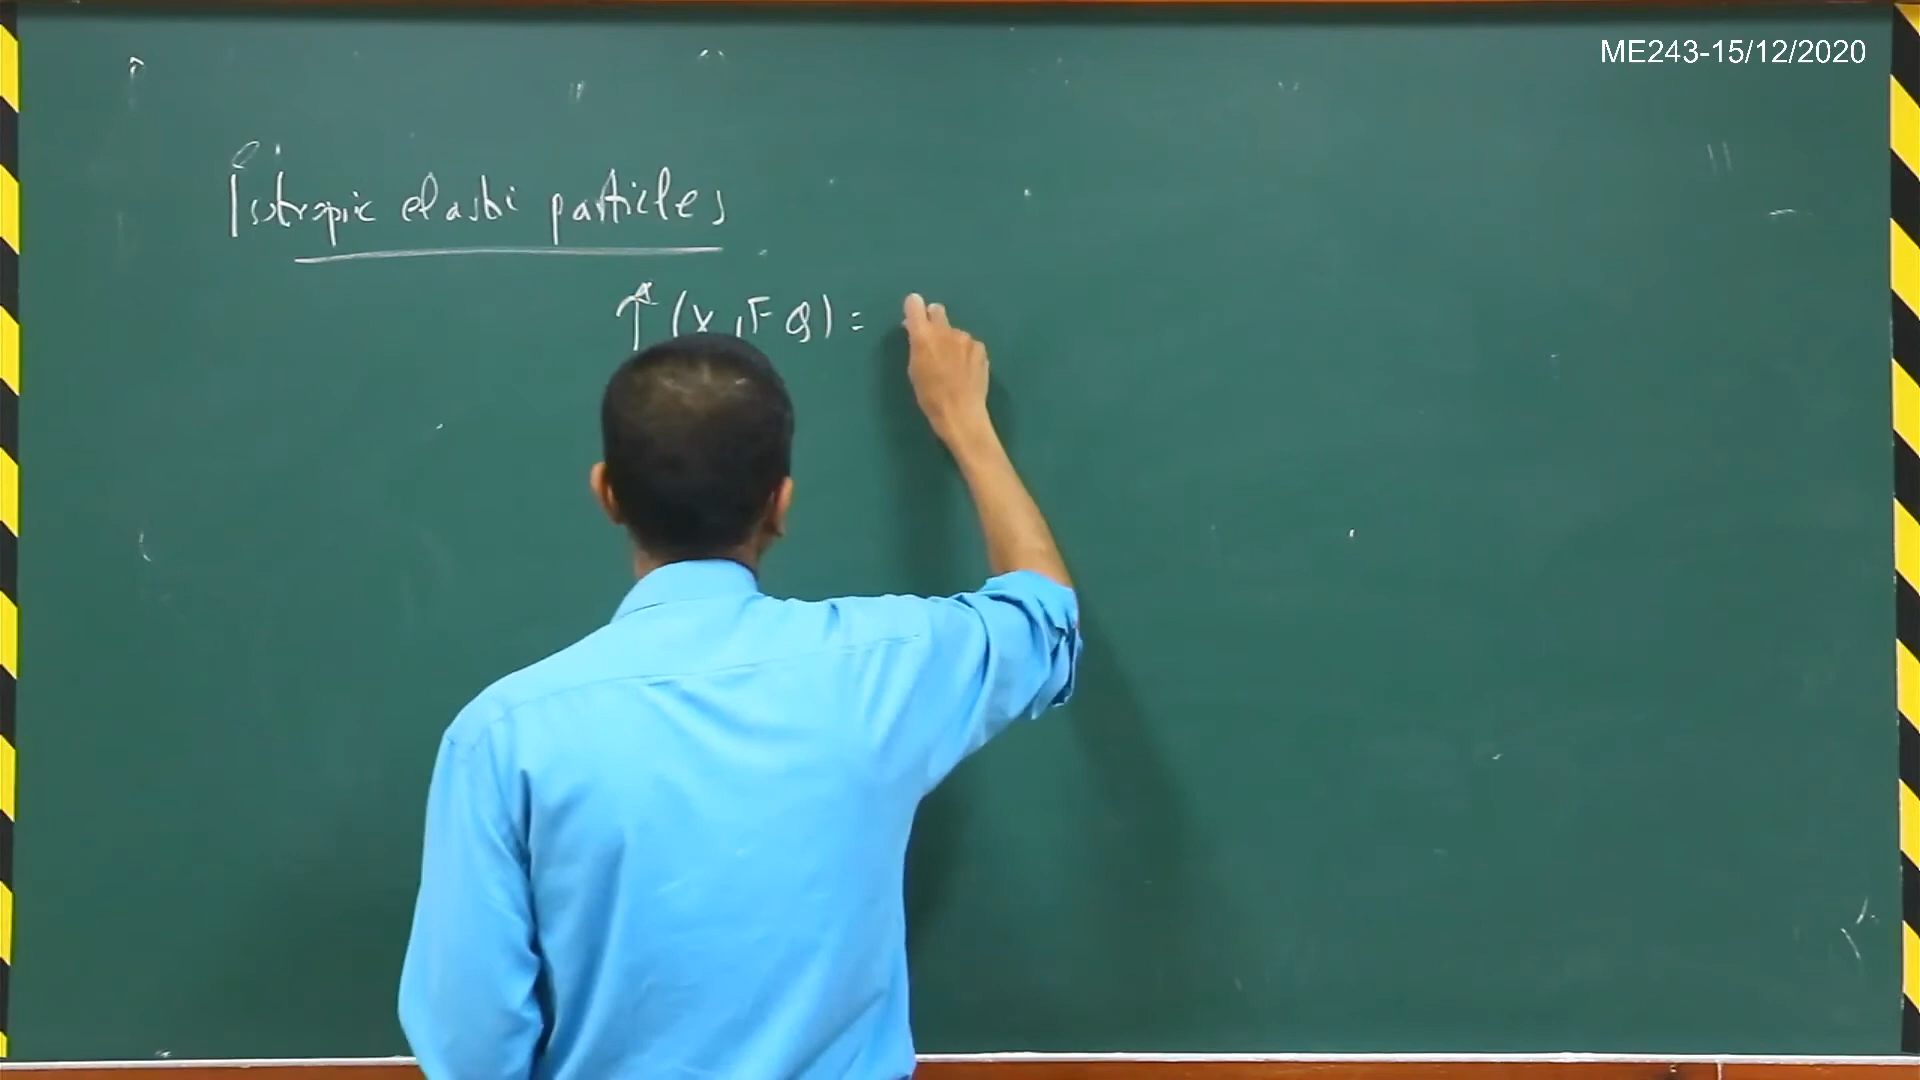 ME243-15/12/2020
Isotropic elastic particles
T̂ (X, F Q) =